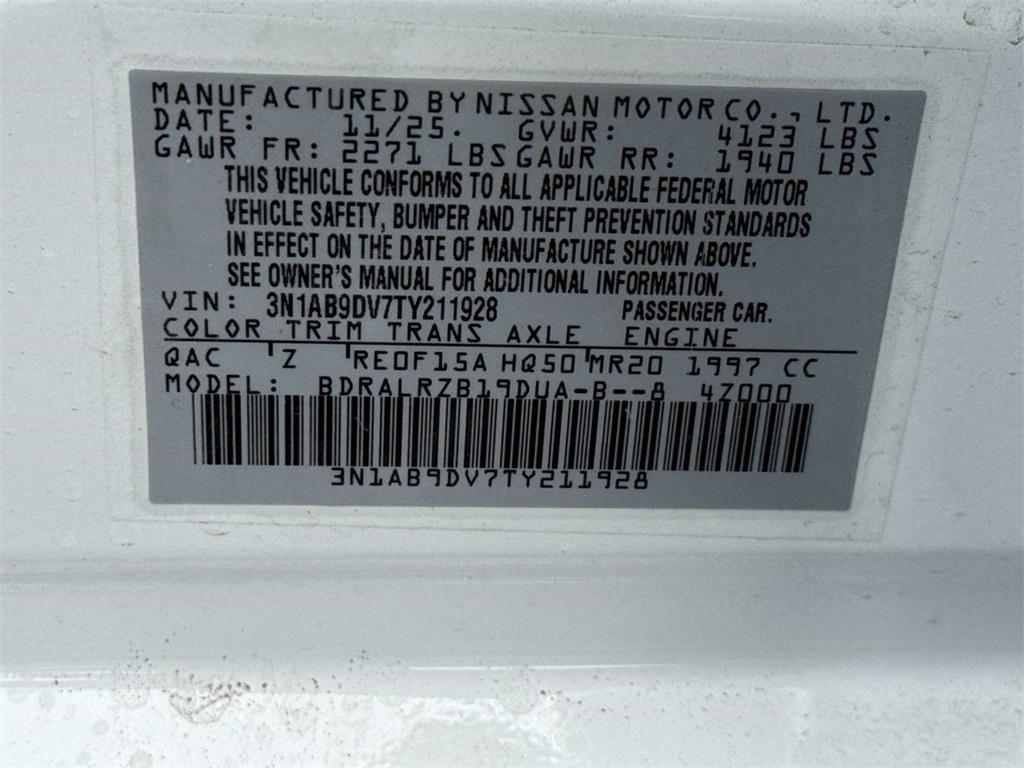 MANUFACTURED BY NISSAN MOTOR CO., LTD.
DATE: 11/25. GVWR: 4123 LBS
GAWR FR: 2271 LBS GAWR RR: 1940 LBS
THIS VEHICLE CONFORMS TO ALL APPLICABLE FEDERAL MOTOR
VEHICLE SAFETY, BUMPER AND THEFT PREVENTION STANDARDS
IN EFFECT ON THE DATE OF MANUFACTURE SHOWN ABOVE.
SEE OWNER'S MANUAL FOR ADDITIONAL INFORMATION.
VIN: 3N1AB9DV7TY211928 PASSENGER CAR.
COLOR TRIM TRANS AXLE ENGINE
QAC Z RE0F15A HQ50 MR20 1997 CC
MODEL: BDRALRZB19DUA-B--8 4Z000
3N1AB9DV7TY211928